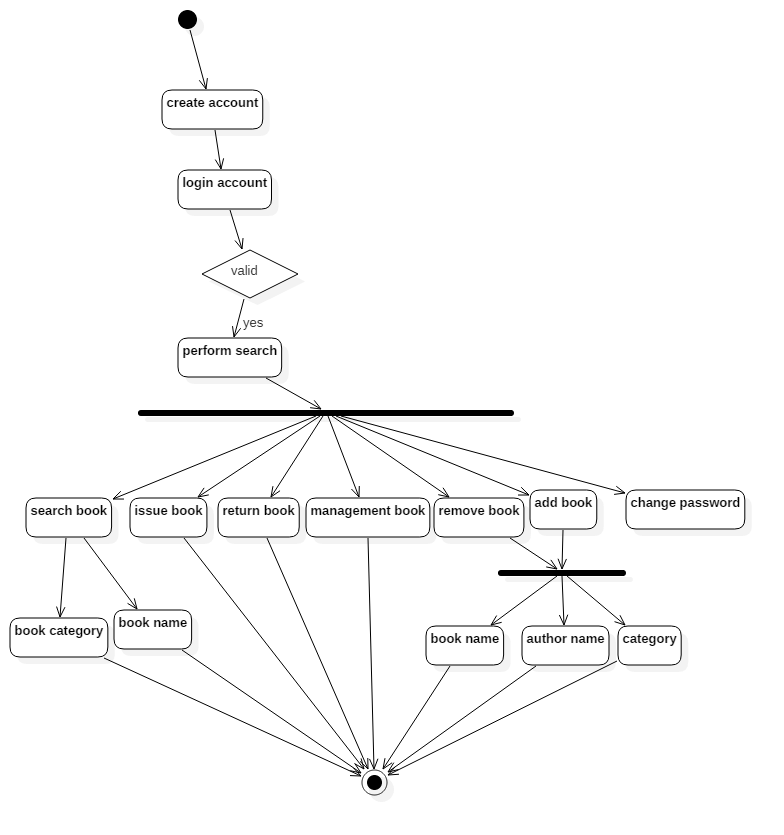 create account
login account
valid
yes
perform search
search book
issue book
return book
management book
remove book
add book
change password
book category
book name
book name
author name
category